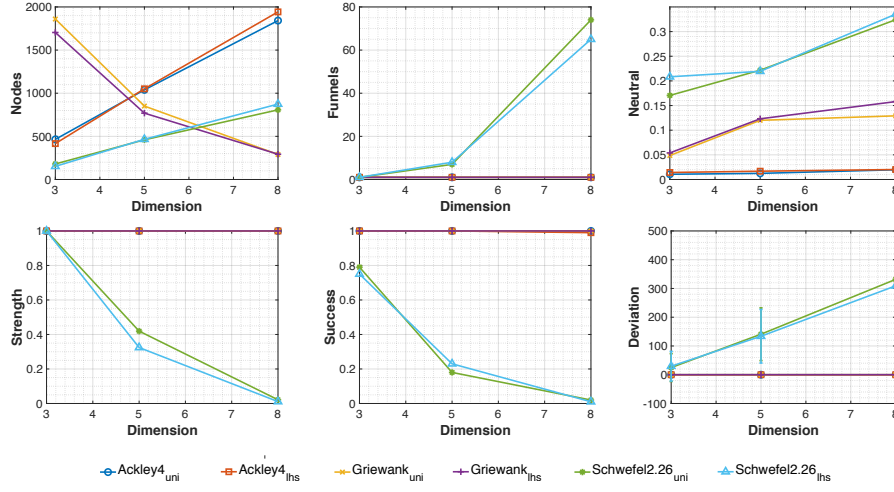 2000
1500
1000
500
0
Nodes
3 4 5 6 7 8
Dimension
80
60
40
20
0
Funnels
3 4 5 6 7 8
Dimension
0.3
0.25
0.2
0.15
0.1
0.05
0
Neutral
3 4 5 6 7 8
Dimension
1
0.8
0.6
0.4
0.2
0
Strength
3 4 5 6 7 8
Dimension
1
0.8
0.6
0.4
0.2
0
Success
3 4 5 6 7 8
Dimension
500
400
300
200
100
0
-100
Deviation
3 4 5 6 7 8
Dimension
Ackley4uni Ackley4lhs Griewankuni Griewanklhs Schwefel2.26uni Schwefel2.26lhs